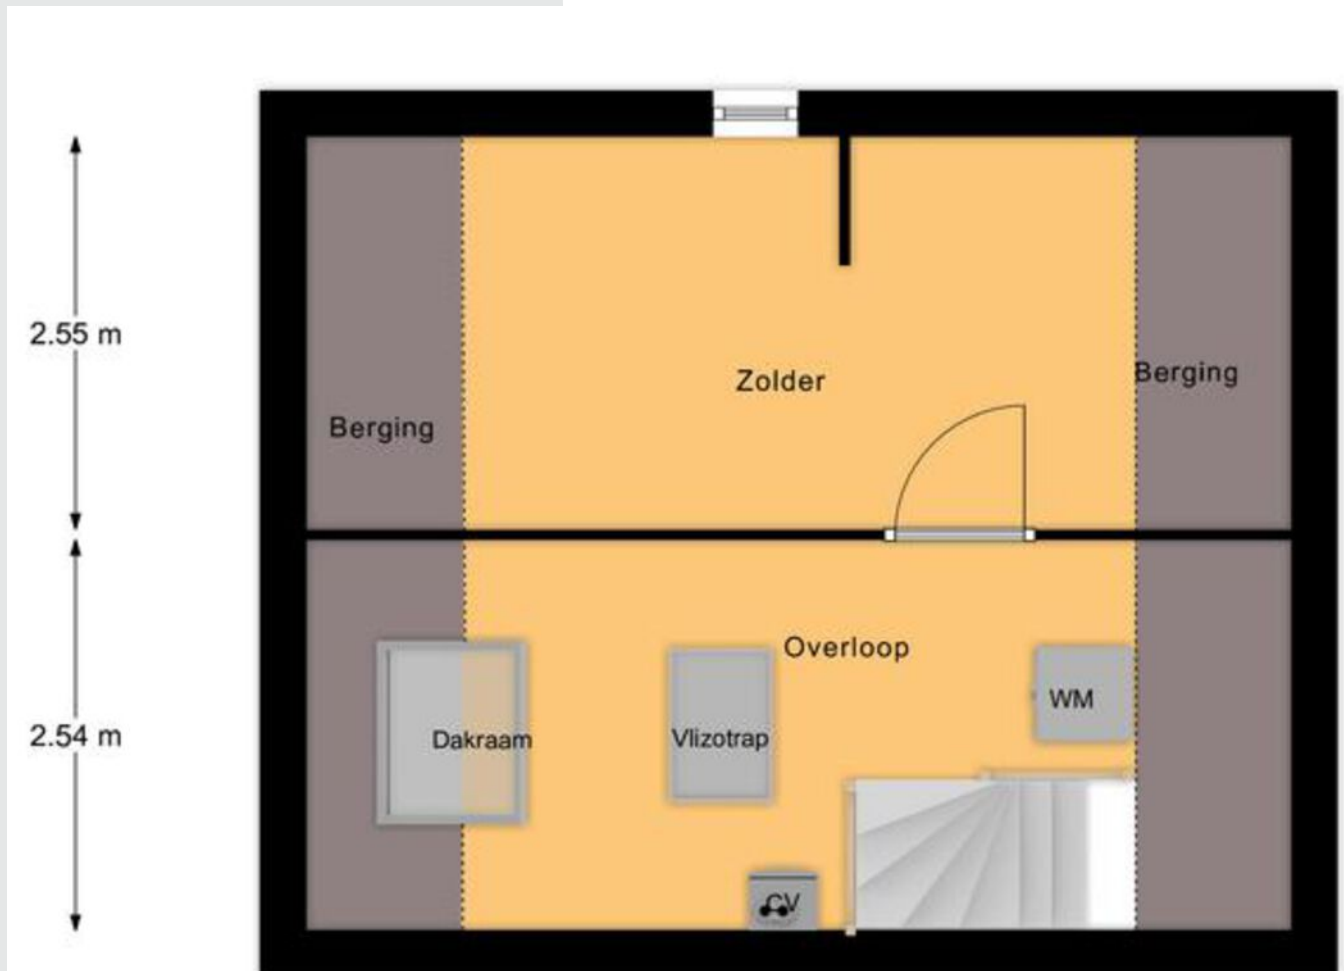 2.55 m
Zolder
Berging
Berging
Overloop
WM
2.54 m
Dakraam
Vlizotrap
CV